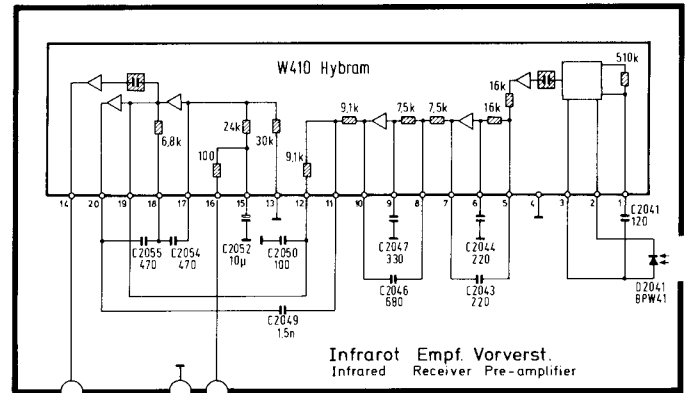 W410 Hybram
510k
16k
9,1k
7,5k
7,5k
16k
24k
30k
6,8k
100
9,1k
14
20
19
18
17
16
15
13
12
11
10
9
8
7
6
5
4
3
2
1
C2041
120
C2055
470
C2054
470
C2052
10µ
C2050
100
C2047
330
C2044
220
C2046
680
C2043
220
D2041
BPW41
C2049
1,5n
Infrarot Empf. Vorverst.
Infrared Receiver Pre-amplifier